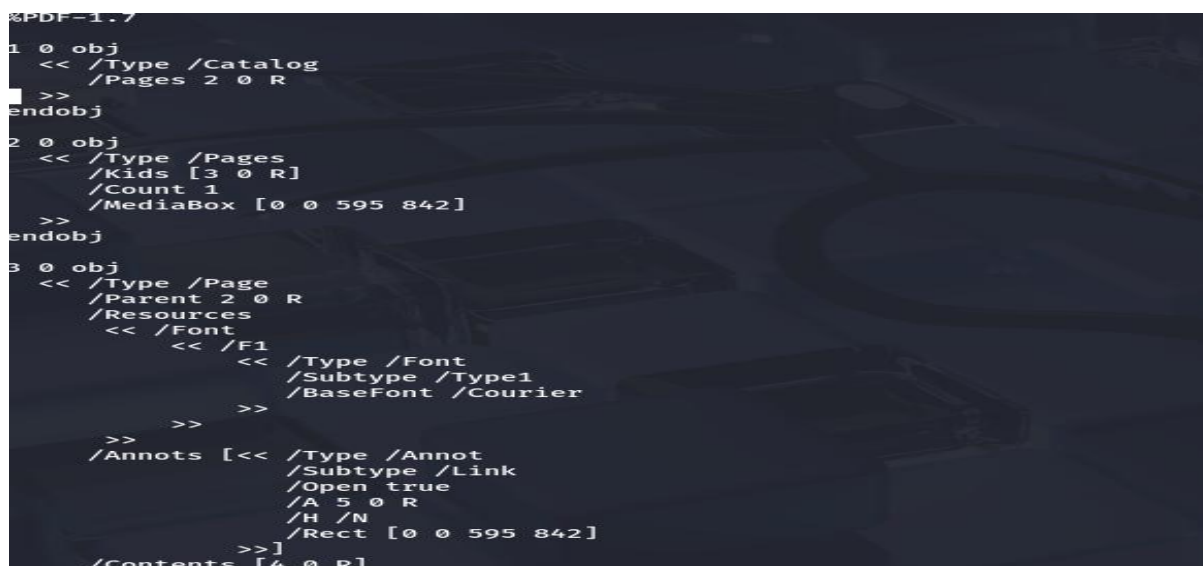 %PDF-1.7
1 0 obj
<< /Type /Catalog
/Pages 2 0 R
>>
endobj
2 0 obj
<< /Type /Pages
/Kids [3 0 R]
/Count 1
/MediaBox [0 0 595 842]
>>
endobj
3 0 obj
<< /Type /Page
/Parent 2 0 R
/Resources
<< /Font
<< /F1
<< /Type /Font
/Subtype /Type1
/BaseFont /Courier
>>
>>
>>
/Annots [<< /Type /Annot
/Subtype /Link
/Open true
/A 5 0 R
/H /N
/Rect [0 0 595 842]
>>]
/Contents [4 0 R]